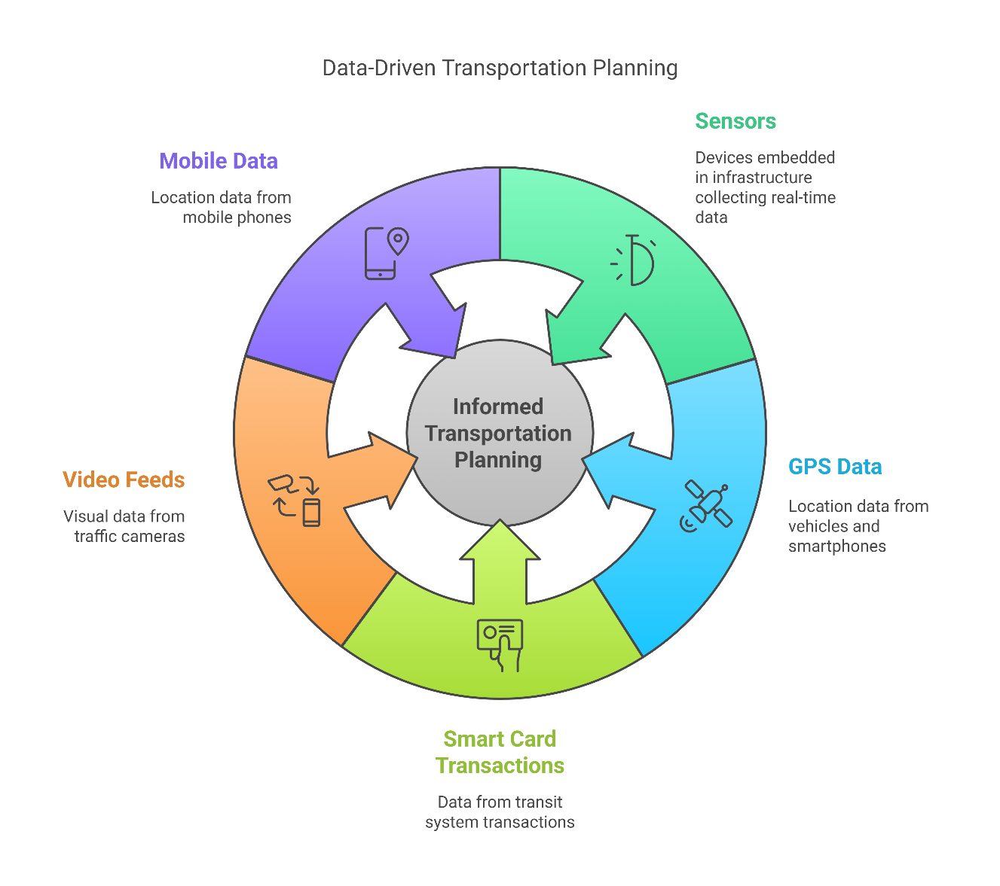 Data-Driven Transportation Planning
Sensors
Devices embedded
in infrastructure
collecting real-time
data
Mobile Data
Location data from
mobile phones
Informed
Transportation
Planning
GPS Data
Location data from
vehicles and
smartphones
Video Feeds
Visual data from
traffic cameras
Smart Card
Transactions
Data from transit
system transactions